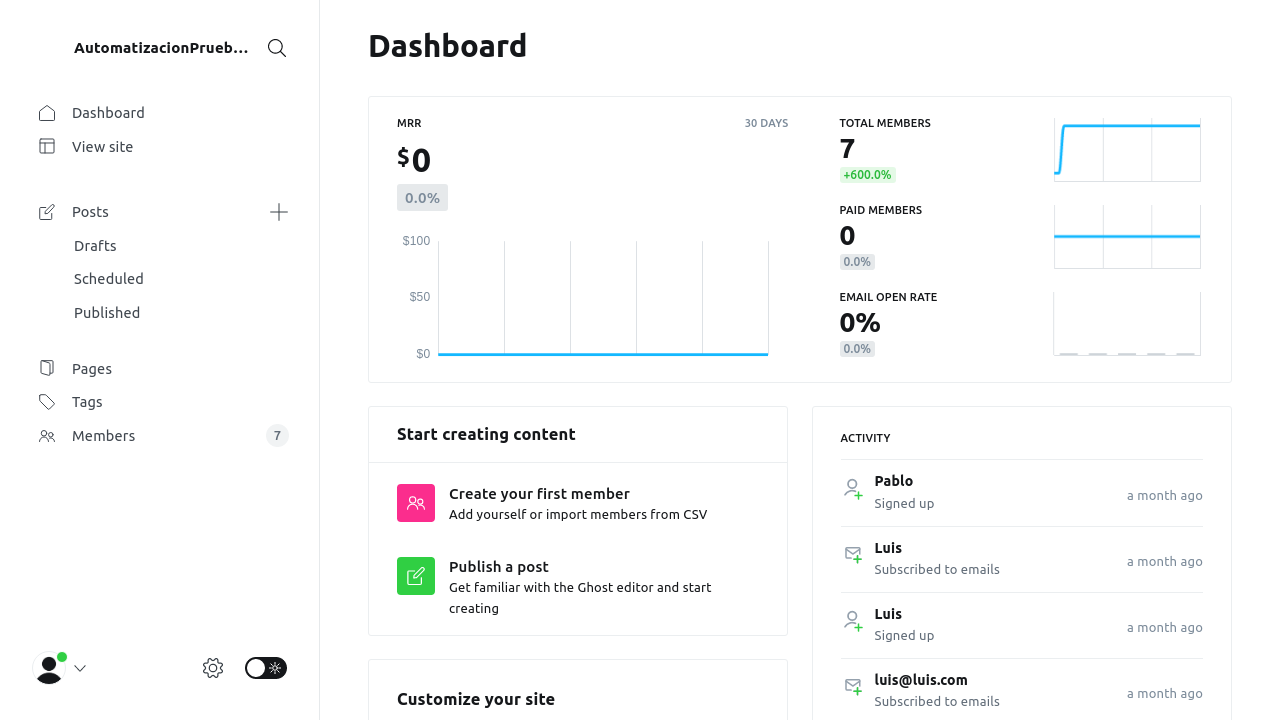 AutomatizacionPrueb...
Dashboard
View site
Posts
Drafts
Scheduled
Published
Pages
Tags
Members
7
Dashboard
MRR
30 DAYS
$0
0.0%
$100
$50
$0
TOTAL MEMBERS
7
+600.0%
PAID MEMBERS
0
0.0%
EMAIL OPEN RATE
0%
0.0%
Start creating content
Create your first member
Add yourself or import members from CSV
Publish a post
Get familiar with the Ghost editor and start
creating
Customize your site
ACTIVITY
Pablo
Signed up
a month ago
Luis
Subscribed to emails
a month ago
Luis
Signed up
a month ago
luis@luis.com
Subscribed to emails
a month ago